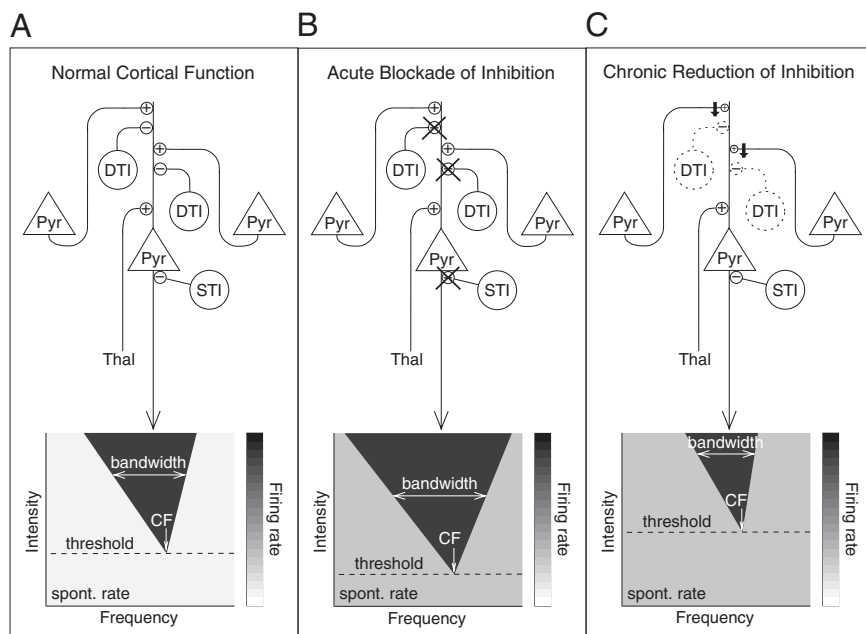 A
Normal Cortical Function
+
−
+
DTI
−
DTI
+
Pyr
Pyr
Pyr
−
STI
Thal
bandwidth
CF
threshold
spont. rate
Intensity
Frequency
Firing rate
B
Acute Blockade of Inhibition
+
−
+
DTI
−
DTI
+
Pyr
Pyr
Pyr
−
STI
Thal
bandwidth
CF
threshold
spont. rate
Intensity
Frequency
Firing rate
C
Chronic Reduction of Inhibition
+
−
+
DTI
−
DTI
+
Pyr
Pyr
Pyr
−
STI
Thal
bandwidth
CF
threshold
spont. rate
Intensity
Frequency
Firing rate